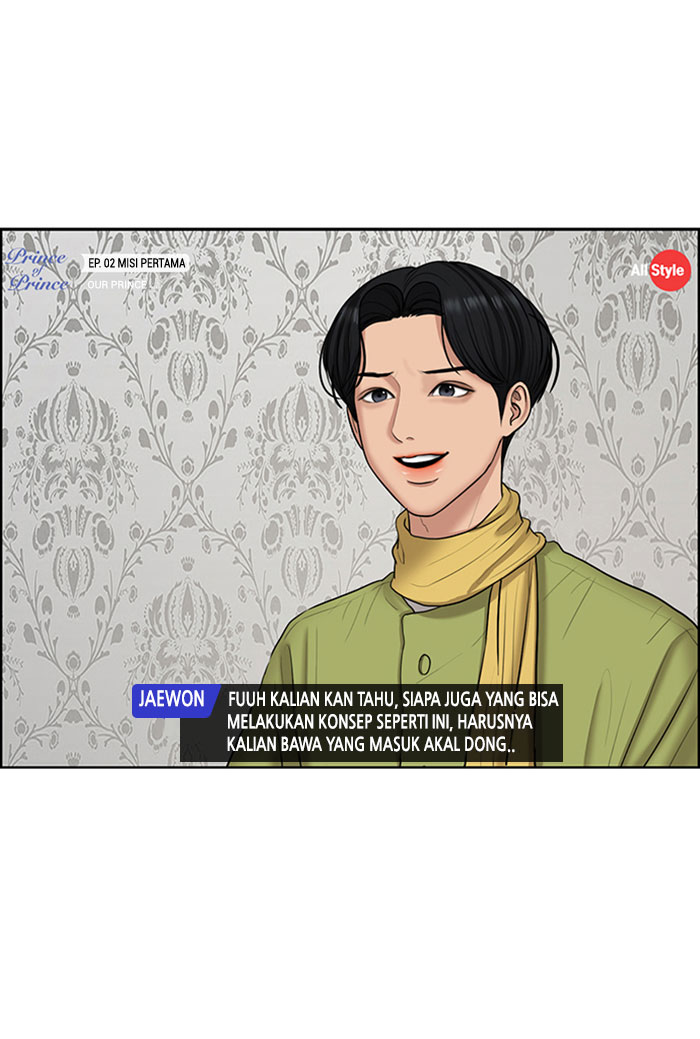 Prince
of
Prince
EP. 02 MISI PERTAMA
OUR PRINCE
All Style
JAEWON
FUUH KALIAN KAN TAHU, SIAPA JUGA YANG BISA
MELAKUKAN KONSEP SEPERTI INI, HARUSNYA
KALIAN BAWA YANG MASUK AKAL DONG..